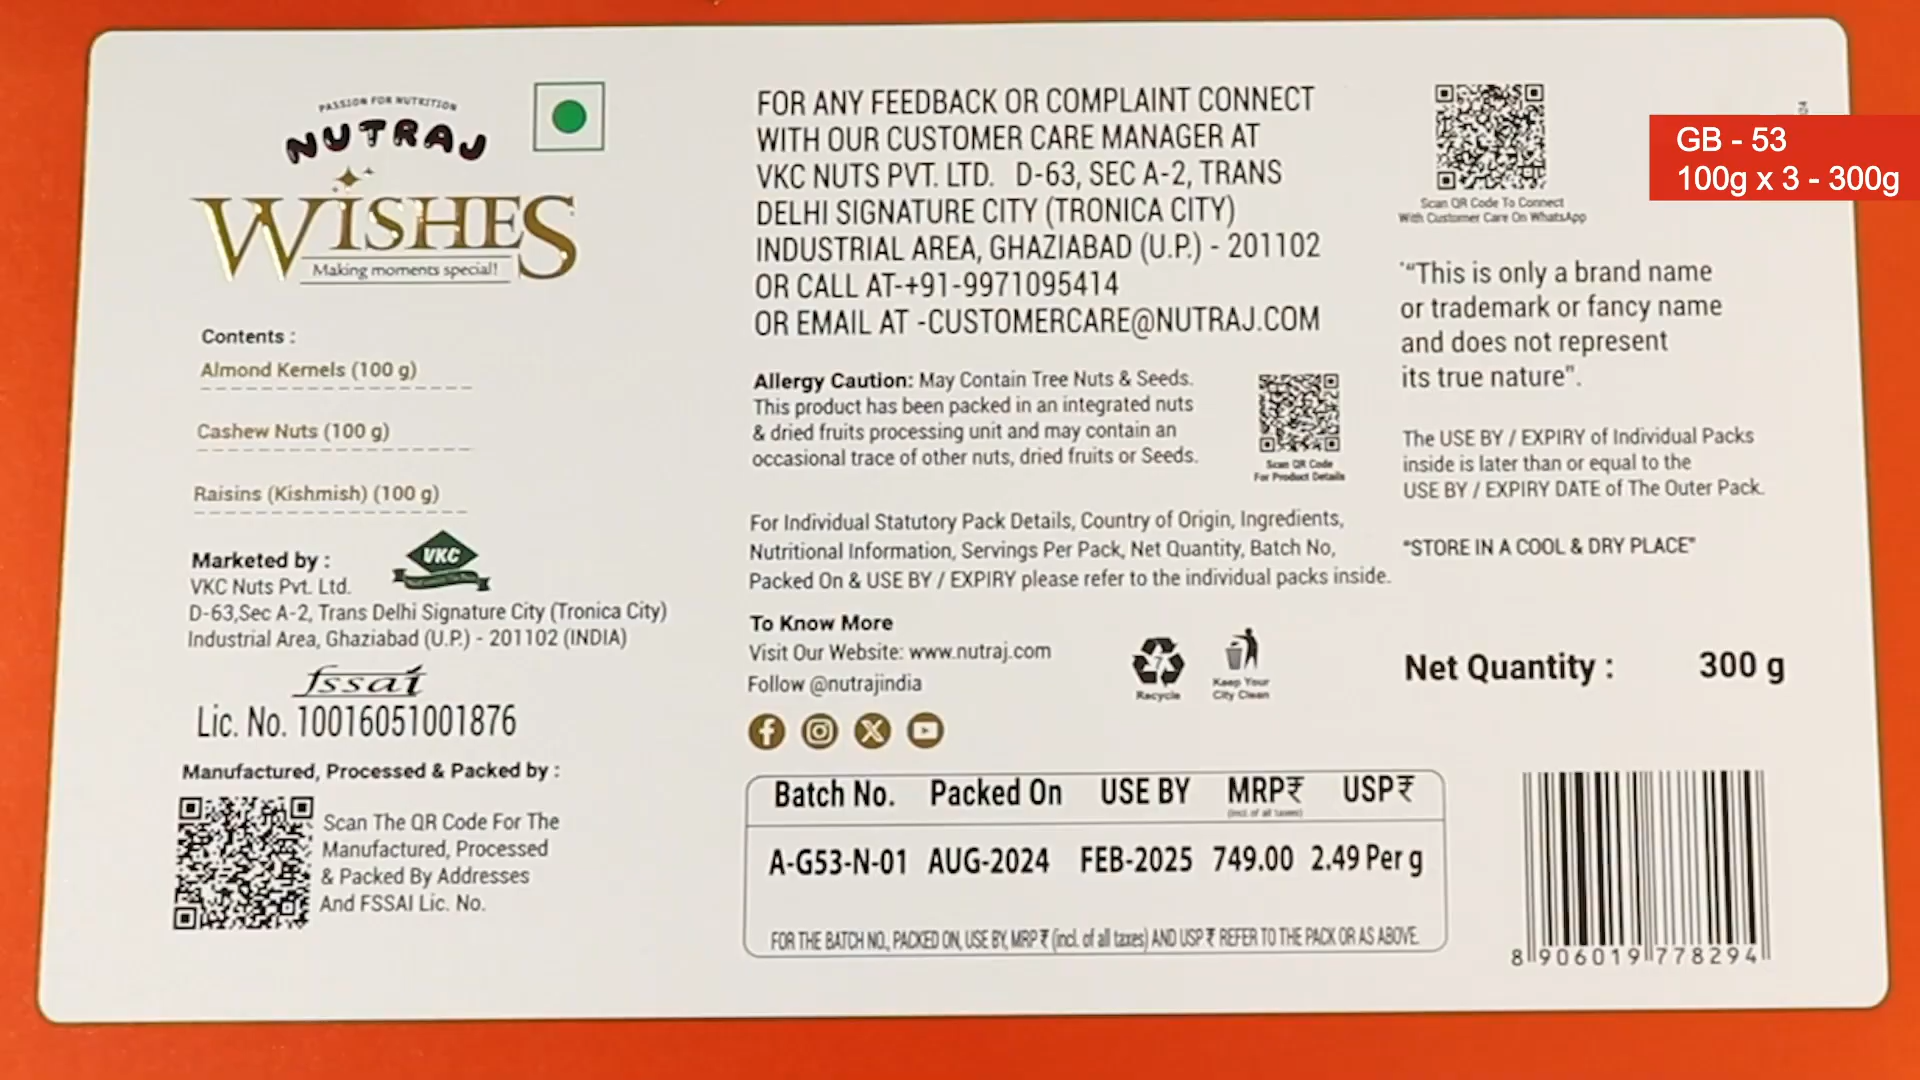 PASSION FOR NUTRITION
NUTRAJ
WISHES
Making moments special!
Contents :
Almond Kernels (100 g)
Cashew Nuts (100 g)
Raisins (Kishmish) (100 g)
Marketed by :
VKC
VKC Nuts Pvt. Ltd.
D-63,Sec A-2, Trans Delhi Signature City (Tronica City)
Industrial Area, Ghaziabad (U.P.) - 201102 (INDIA)
fssai
Lic. No. 10016051001876
Manufactured, Processed & Packed by :
Scan The QR Code For The
Manufactured, Processed
& Packed By Addresses
And FSSAI Lic. No.
FOR ANY FEEDBACK OR COMPLAINT CONNECT
WITH OUR CUSTOMER CARE MANAGER AT
VKC NUTS PVT. LTD. D-63, SEC A-2, TRANS
DELHI SIGNATURE CITY (TRONICA CITY)
INDUSTRIAL AREA, GHAZIABAD (U.P.) - 201102
OR CALL AT-+91-9971095414
OR EMAIL AT -CUSTOMERCARE@NUTRAJ.COM
Allergy Caution: May Contain Tree Nuts & Seeds.
This product has been packed in an integrated nuts
& dried fruits processing unit and may contain an
occasional trace of other nuts, dried fruits or Seeds.
Scan QR Code
For Product Details
For Individual Statutory Pack Details, Country of Origin, Ingredients,
Nutritional Information, Servings Per Pack, Net Quantity, Batch No,
Packed On & USE BY / EXPIRY please refer to the individual packs inside.
To Know More
Visit Our Website: www.nutraj.com
Follow @nutrajindia
7
Recycle
Keep Your
City Clean
Batch No. Packed On USE BY MRP₹ USP₹
(incl. of all taxes)
A-G53-N-01 AUG-2024 FEB-2025 749.00 2.49 Per g
FOR THE BATCH NO., PACKED ON, USE BY, MRP ₹ (incl. of all taxes) AND USP ₹ REFER TO THE PACK OR AS ABOVE.
Scan QR Code To Connect
With Customer Care On WhatsApp
GB - 53
100g x 3 - 300g
*"This is only a brand name
or trademark or fancy name
and does not represent
its true nature".
The USE BY / EXPIRY of Individual Packs
inside is later than or equal to the
USE BY / EXPIRY DATE of The Outer Pack.
"STORE IN A COOL & DRY PLACE"
Net Quantity : 300 g
8 906019 778294